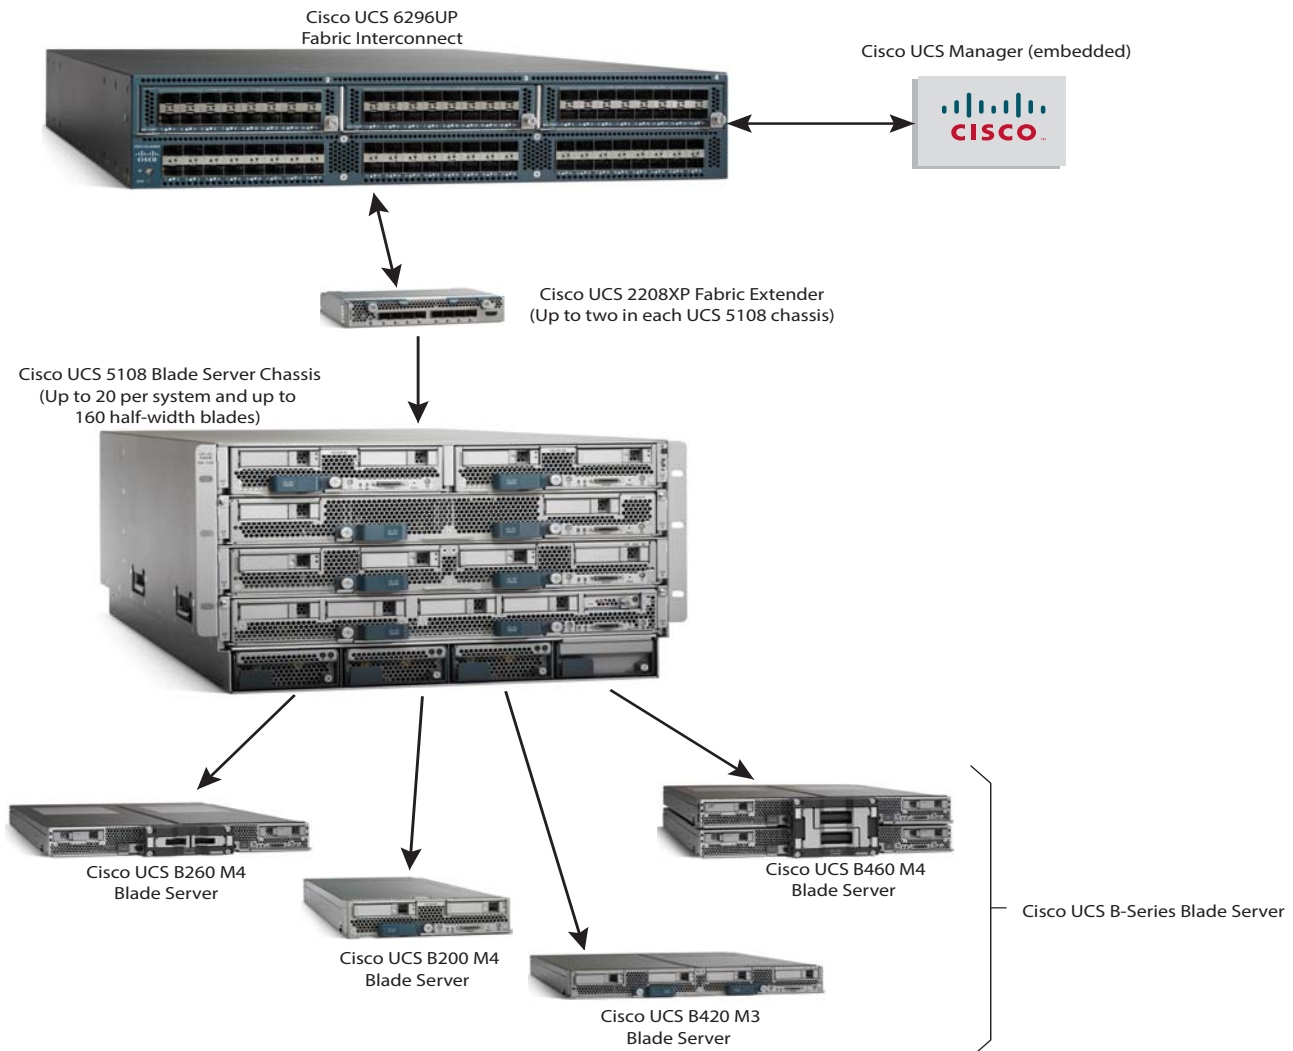 Cisco UCS 6296UP
Fabric Interconnect
Cisco UCS Manager (embedded)
CISCO
CISCO
Cisco UCS 2208XP Fabric Extender
(Up to two in each UCS 5108 chassis)
Cisco UCS 5108 Blade Server Chassis
(Up to 20 per system and up to
160 half-width blades)
Cisco UCS B260 M4
Blade Server
Cisco UCS B460 M4
Blade Server
Cisco UCS B-Series Blade Server
Cisco UCS B200 M4
Blade Server
Cisco UCS B420 M3
Blade Server